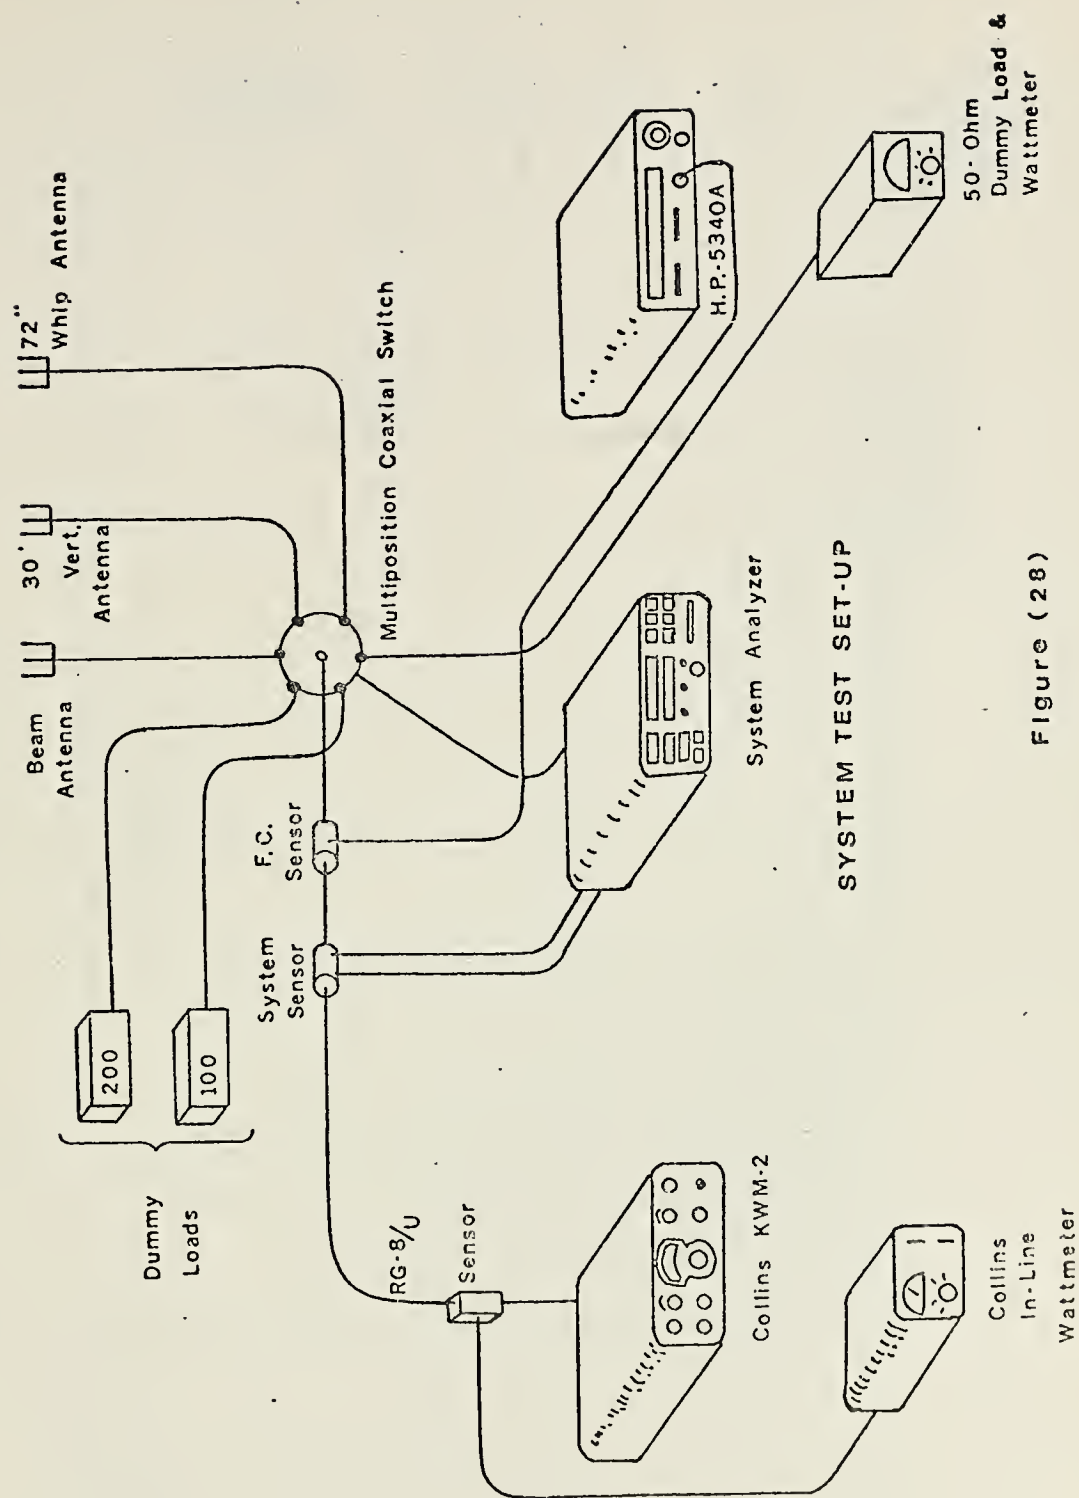 Beam
Antenna
30'
Vert.
Antenna
72"
Whip Antenna
Dummy
Loads
200
100
System
Sensor
F.C.
Sensor
Multiposition Coaxial Switch
RG-8/U
Sensor
H.P.-5340A
Collins KWM-2
System Analyzer
Collins
In-Line
Wattmeter
50-Ohm
Dummy Load &
Wattmeter
SYSTEM TEST SET-UP
Figure (28)